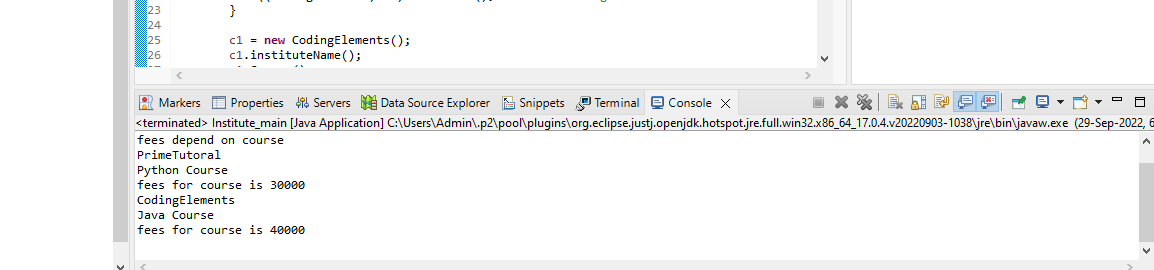 23 }
24
25 c1 = new CodingElements();
26 c1.instituteName();
Markers Properties Servers Data Source Explorer Snippets Terminal Console
<terminated> Institute_main [Java Application] C:\Users\Admin\.p2\pool\plugins\org.eclipse.justj.openjdk.hotspot.jre.full.win32.x86_64_17.0.4.v20220903-1038\jre\bin\javaw.exe (29-Sep-2022, 6
fees depend on course
PrimeTutoral
Python Course
fees for course is 30000
CodingElements
Java Course
fees for course is 40000